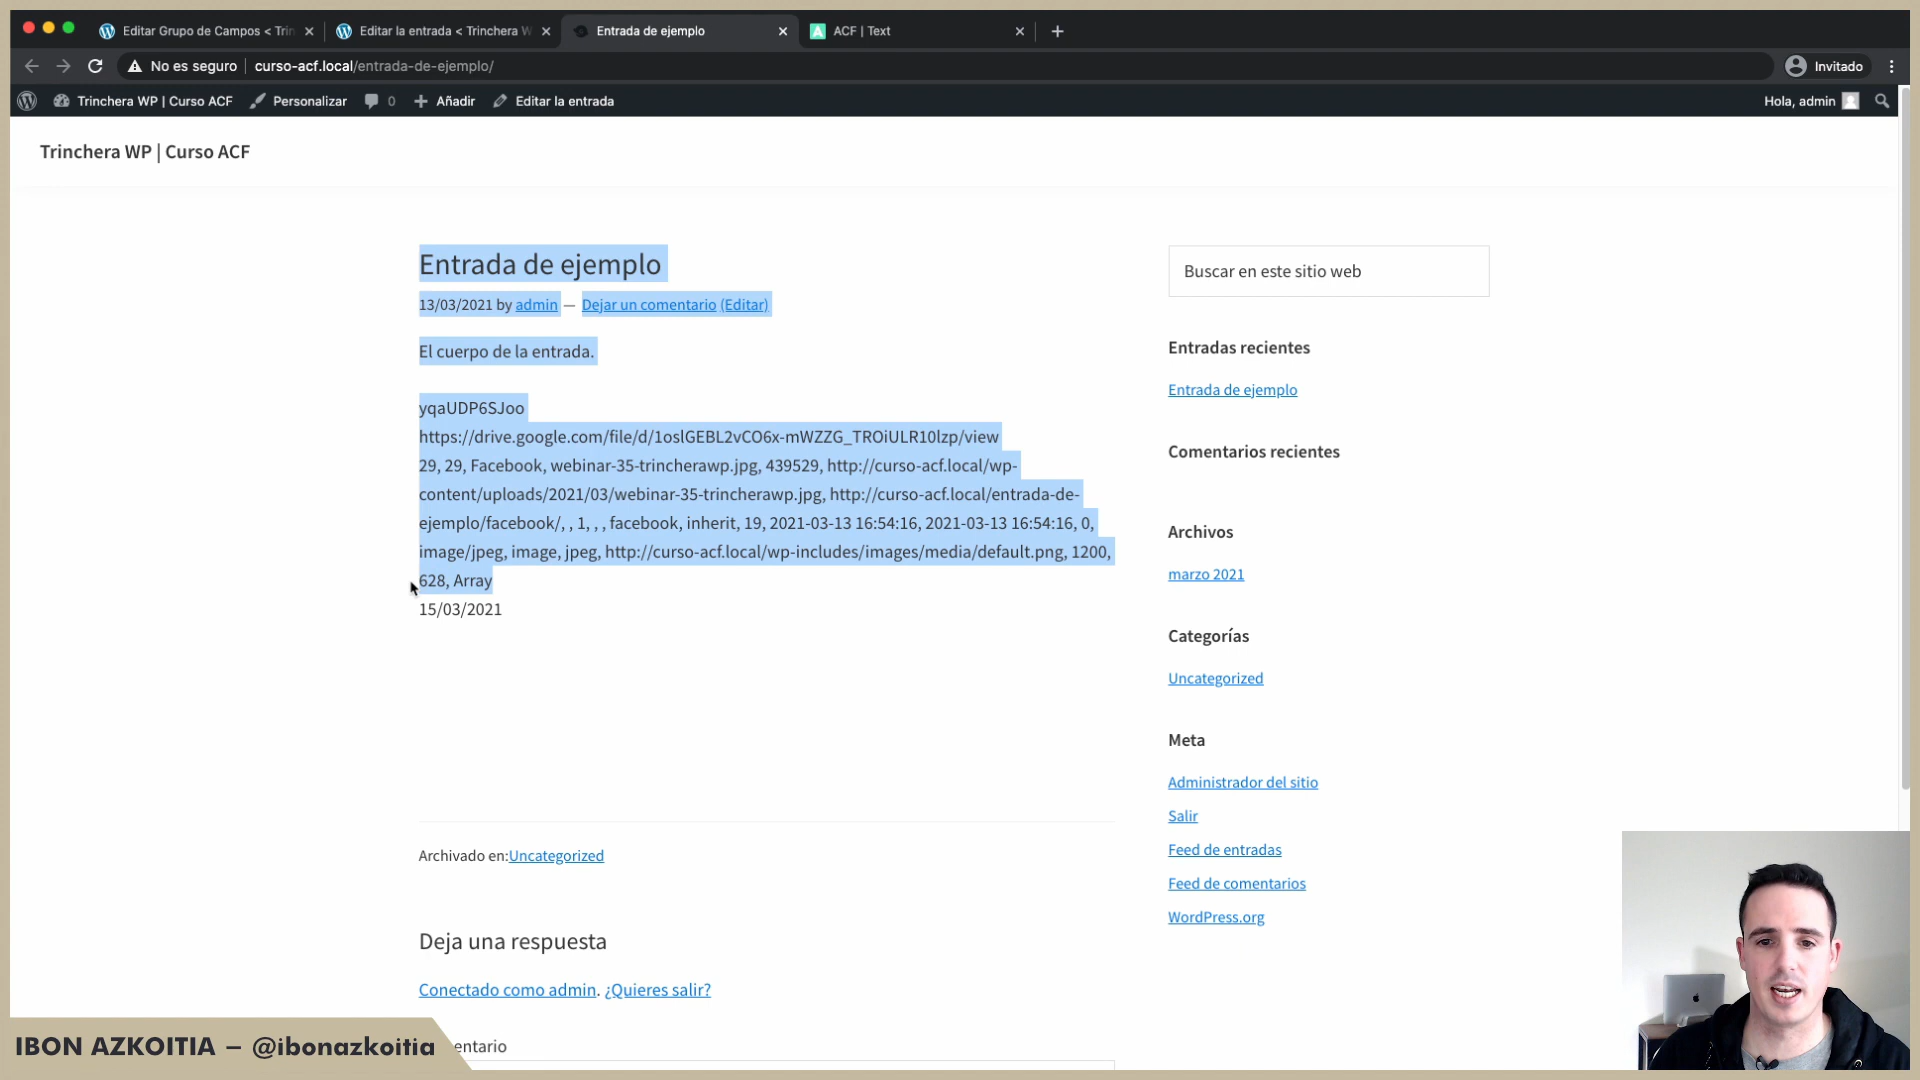 Editar Grupo de Campos < Trin
Editar la entrada < Trinchera W
Entrada de ejemplo
ACF | Text
No es seguro
curso-acf.local/entrada-de-ejemplo/
Invitado
Trinchera WP | Curso ACF
Personalizar
0
Añadir
Editar la entrada
Hola, admin
Trinchera WP | Curso ACF
Entrada de ejemplo
13/03/2021 by admin — Dejar un comentario (Editar)
El cuerpo de la entrada.
yqaUDP6SJoo
https://drive.google.com/file/d/1oslGEBL2vCO6x-mWZZG_TROiULR10lzp/view
29, 29, Facebook, webinar-35-trincherawp.jpg, 439529, http://curso-acf.local/wp-
content/uploads/2021/03/webinar-35-trincherawp.jpg, http://curso-acf.local/entrada-de-
ejemplo/facebook/, , 1, , , facebook, inherit, 19, 2021-03-13 16:54:16, 2021-03-13 16:54:16, 0,
image/jpeg, image, jpeg, http://curso-acf.local/wp-includes/images/media/default.png, 1200,
628, Array
15/03/2021
Archivado en:Uncategorized
Deja una respuesta
Conectado como admin. ¿Quieres salir?
entario
Buscar en este sitio web
Entradas recientes
Entrada de ejemplo
Comentarios recientes
Archivos
marzo 2021
Categorías
Uncategorized
Meta
Administrador del sitio
Salir
Feed de entradas
Feed de comentarios
WordPress.org
IBON AZKOITIA – @ibonazkoitia